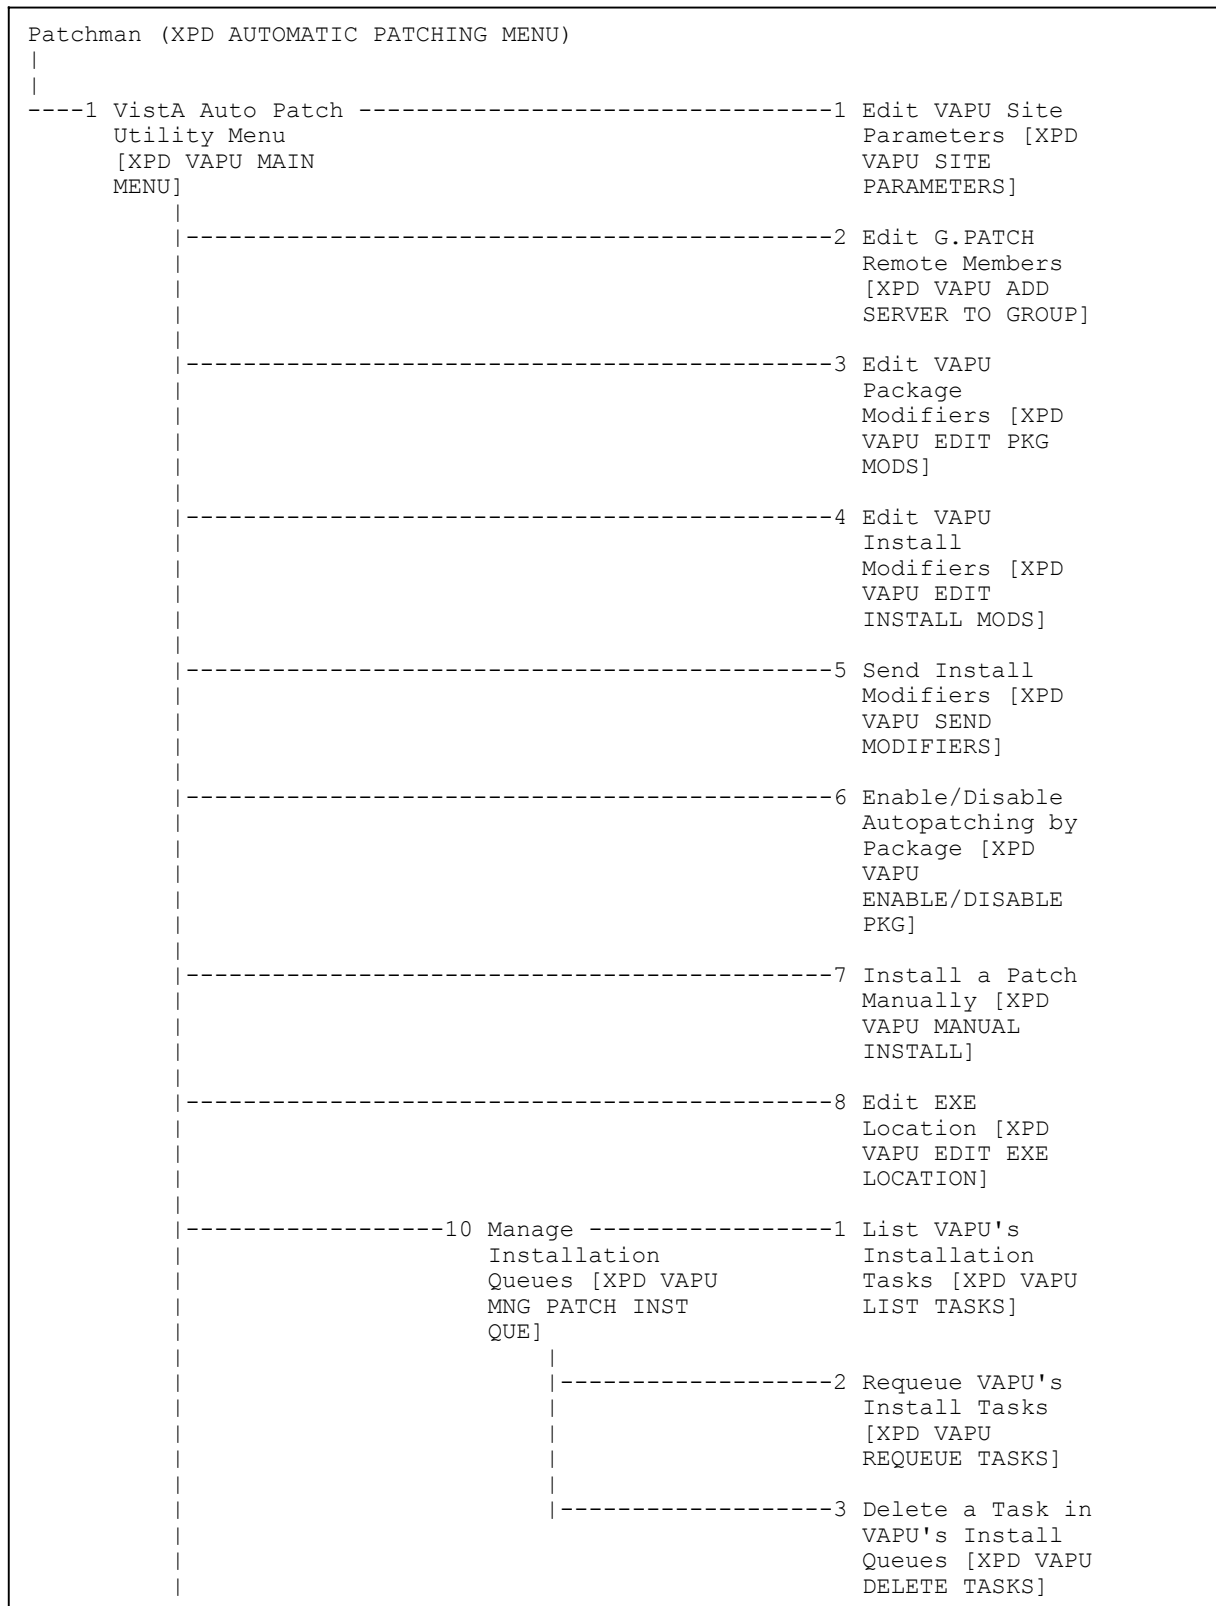 Patchman (XPD AUTOMATIC PATCHING MENU)
|
|
----1 VistA Auto Patch ---------------------------------1 Edit VAPU Site
      Utility Menu                                        Parameters [XPD
      [XPD VAPU MAIN                                      VAPU SITE
      MENU]                                               PARAMETERS]
          |
          |---------------------------------------------2 Edit G.PATCH
          |                                               Remote Members
          |                                               [XPD VAPU ADD
          |                                               SERVER TO GROUP]
          |
          |---------------------------------------------3 Edit VAPU
          |                                               Package
          |                                               Modifiers [XPD
          |                                               VAPU EDIT PKG
          |                                               MODS]
          |
          |---------------------------------------------4 Edit VAPU
          |                                               Install
          |                                               Modifiers [XPD
          |                                               VAPU EDIT
          |                                               INSTALL MODS]
          |
          |---------------------------------------------5 Send Install
          |                                               Modifiers [XPD
          |                                               VAPU SEND
          |                                               MODIFIERS]
          |
          |---------------------------------------------6 Enable/Disable
          |                                               Autopatching by
          |                                               Package [XPD
          |                                               VAPU
          |                                               ENABLE/DISABLE
          |                                               PKG]
          |
          |---------------------------------------------7 Install a Patch
          |                                               Manually [XPD
          |                                               VAPU MANUAL
          |                                               INSTALL]
          |
          |---------------------------------------------8 Edit EXE
          |                                               Location [XPD
          |                                               VAPU EDIT EXE
          |                                               LOCATION]
          |
          |------------------10 Manage -----------------1 List VAPU's
          |                     Installation              Installation
          |                     Queues [XPD VAPU          Tasks [XPD VAPU
          |                     MNG PATCH INST            LIST TASKS]
          |                     QUE]
          |                         |
          |                         |-------------------2 Requeue VAPU's
          |                         |                     Install Tasks
          |                         |                     [XPD VAPU
          |                         |                     REQUEUE TASKS]
          |                         |
          |                         |-------------------3 Delete a Task in
          |                                               VAPU's Install
          |                                               Queues [XPD VAPU
          |                                               DELETE TASKS]